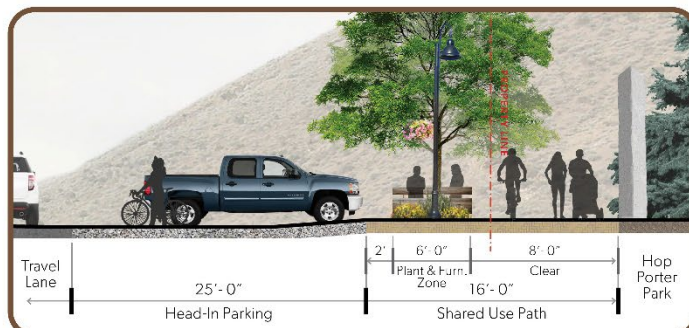 PROPERTY LINE
2'
6'- 0"
8'- 0"
Travel
Lane
Plant & Furn.
Zone
Clear
Hop
Porter
Park
25'- 0"
16'- 0"
Head-In Parking
Shared Use Path